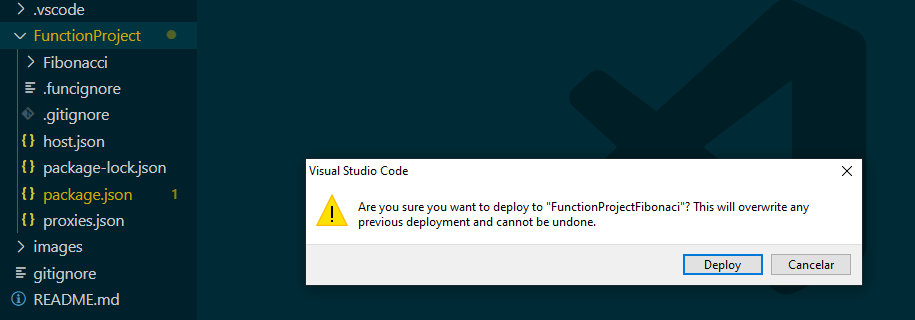 .vscode
FunctionProject
Fibonacci
.funcignore
.gitignore
host.json
package-lock.json
package.json 1
proxies.json
images
gitignore
README.md
Visual Studio Code
Are you sure you want to deploy to "FunctionProjectFibonaci"? This will overwrite any
previous deployment and cannot be undone.
Deploy
Cancelar